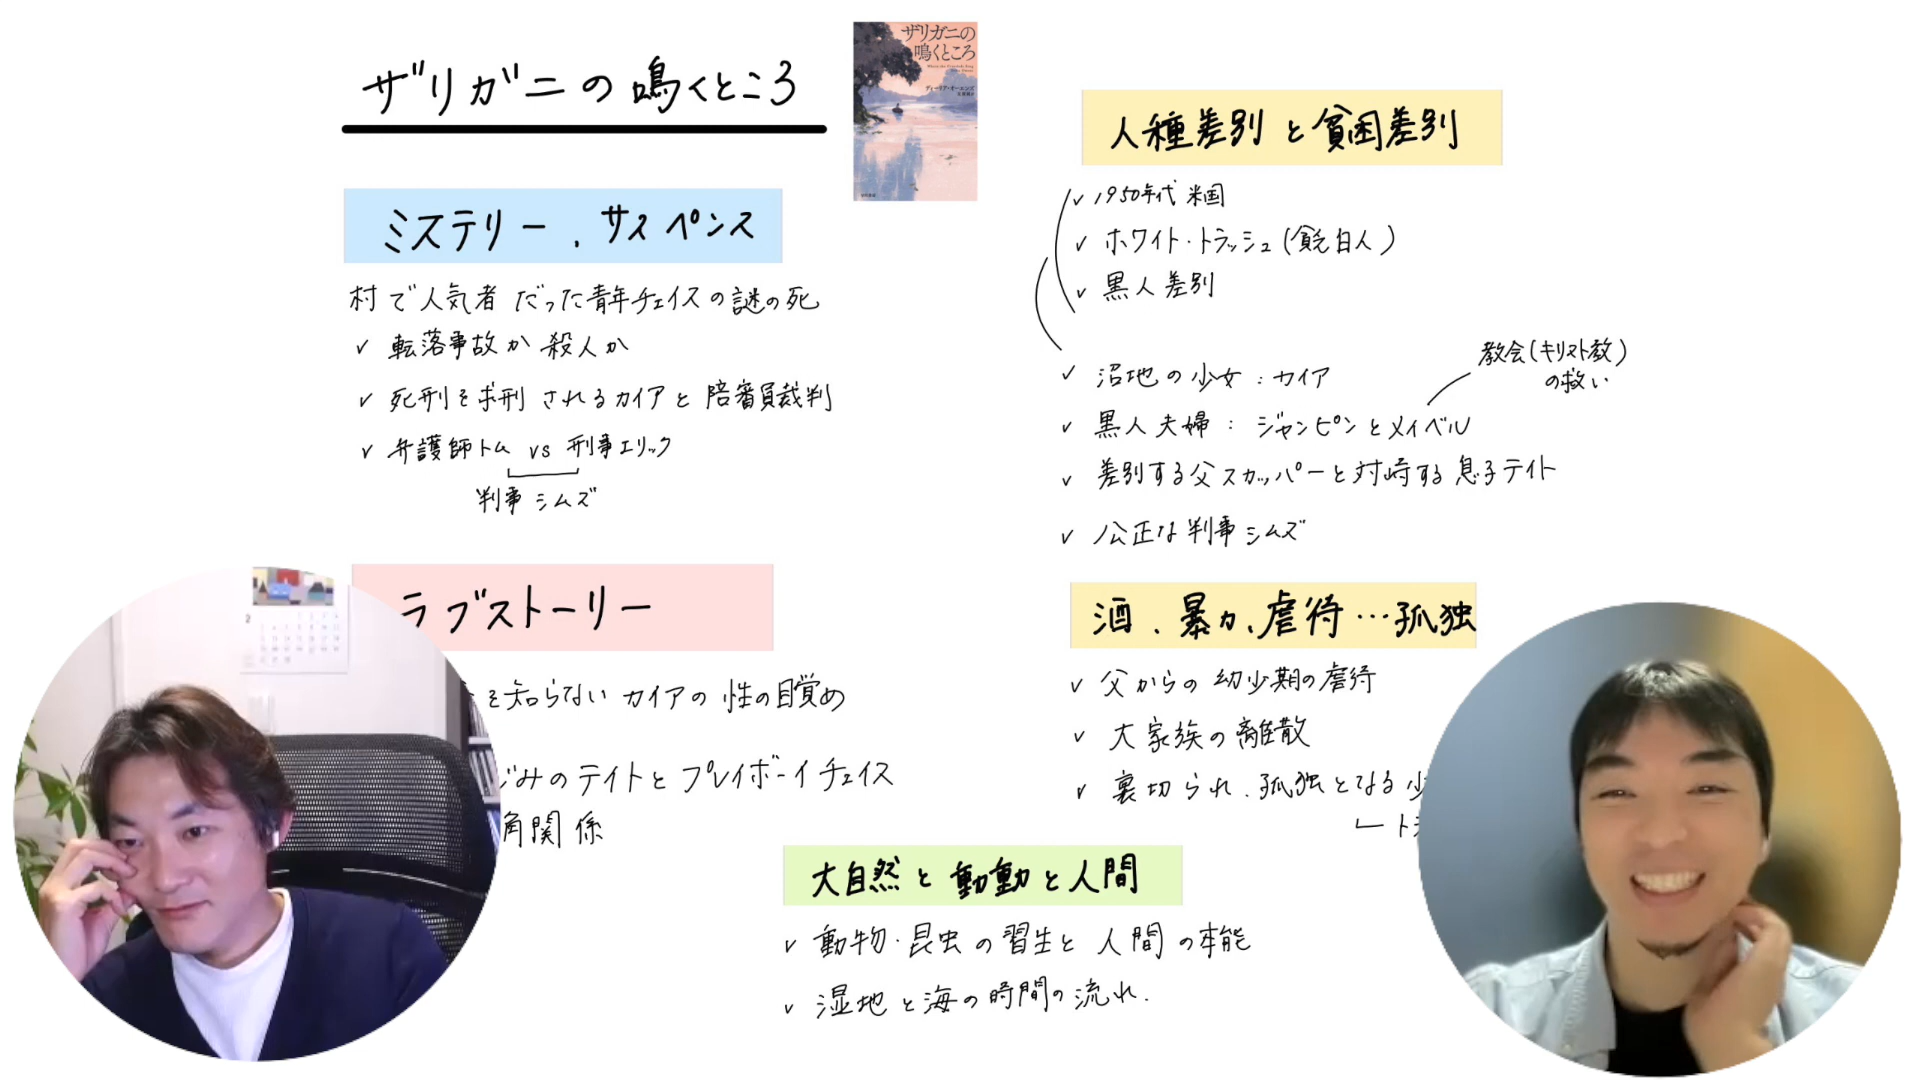 ザリガニの鳴くところ
ザリガニの
鳴くところ
ディーリア・オーエンズ
ミステリー、サスペンス
村で人気者だった青年チェイスの謎の死
✓ 転落事故か殺人か
✓ 死刑を求刑されるカイアと陪審員裁判
✓ 弁護師トム vs 刑事エリック
判事シムズ
ラブストーリー
を知らないカイアの性の目覚め
じみのテイトとプレイボーイチェイス
角関係
人種差別と貧困差別
✓ 1950年代米国
✓ ホワイト・トラッシュ(貧乏白人)
✓ 黒人差別
✓ 沼地の少女:カイア
教会(キリスト教)
の救い
✓ 黒人夫婦:ジャンピンとメイベル
✓ 差別する父スカッパーと対峙する息子テイト
✓ 公正な判事シムズ
酒、暴力、虐待…孤独
✓ 父からの幼少期の虐待
✓ 大家族の離散
✓ 裏切られ、孤独となる少
大自然と動動と人間
✓ 動物・昆虫の習生と人間の本能
✓ 湿地と海の時間の流れ.
2